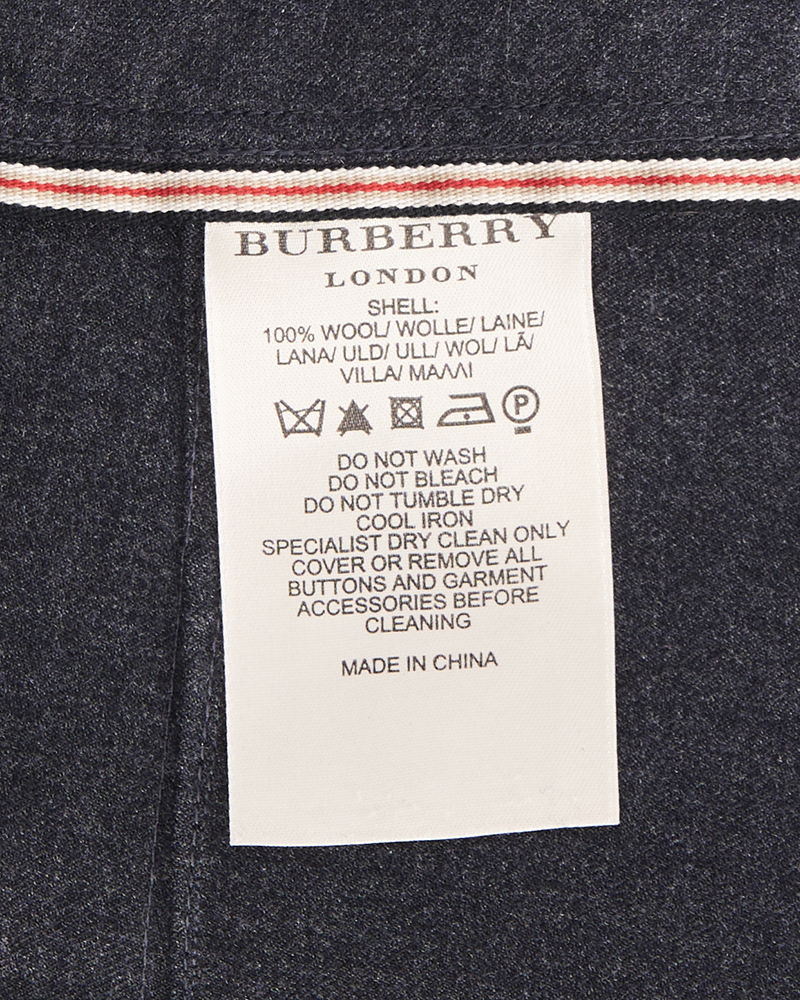 BURBERRY
LONDON
SHELL:
100% WOOL/ WOLLE/ LAINE/
LANA/ ULD/ ULL/ WOL/ LÃ/
VILLA/ ΜΑΛΛΙ
P
DO NOT WASH
DO NOT BLEACH
DO NOT TUMBLE DRY
COOL IRON
SPECIALIST DRY CLEAN ONLY
COVER OR REMOVE ALL
BUTTONS AND GARMENT
ACCESSORIES BEFORE
CLEANING
MADE IN CHINA